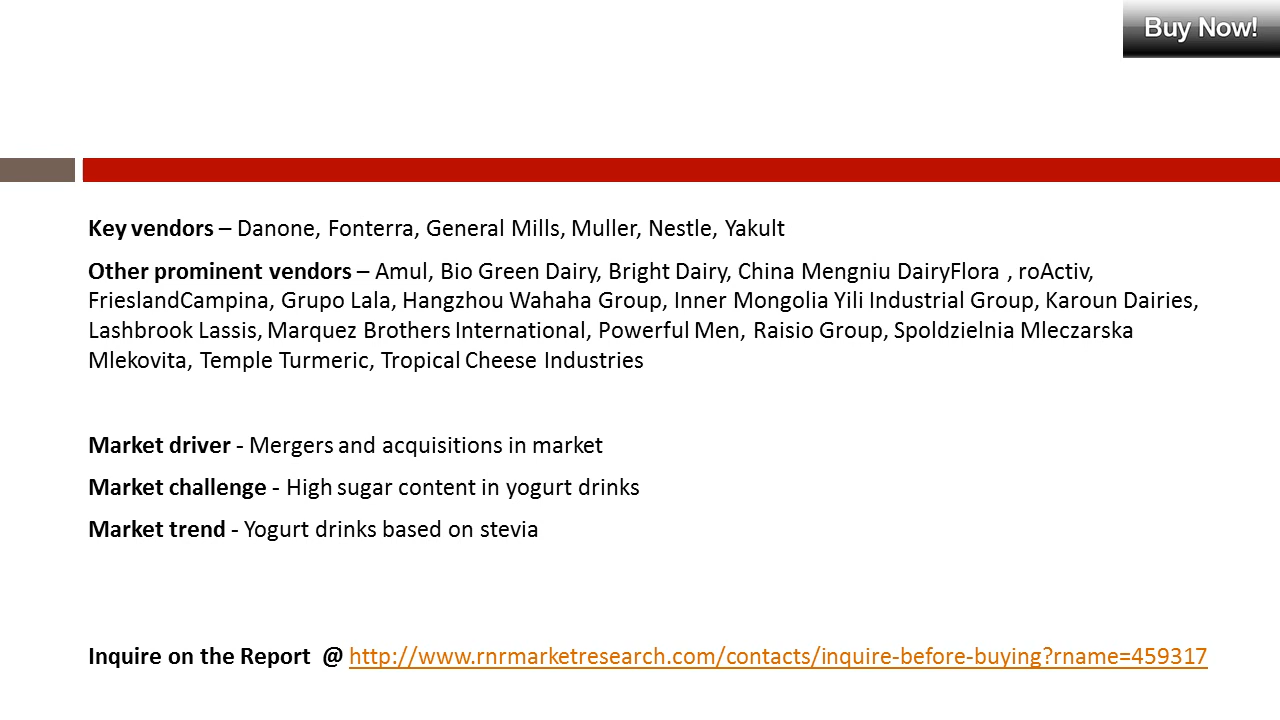 Buy Now!
Key vendors – Danone, Fonterra, General Mills, Muller, Nestle, Yakult
Other prominent vendors – Amul, Bio Green Dairy, Bright Dairy, China Mengniu DairyFlora , roActiv,
FrieslandCampina, Grupo Lala, Hangzhou Wahaha Group, Inner Mongolia Yili Industrial Group, Karoun Dairies,
Lashbrook Lassis, Marquez Brothers International, Powerful Men, Raisio Group, Spoldzielnia Mleczarska
Mlekovita, Temple Turmeric, Tropical Cheese Industries
Market driver - Mergers and acquisitions in market
Market challenge - High sugar content in yogurt drinks
Market trend - Yogurt drinks based on stevia
Inquire on the Report  @ http://www.rnrmarketresearch.com/contacts/inquire-before-buying?rname=459317